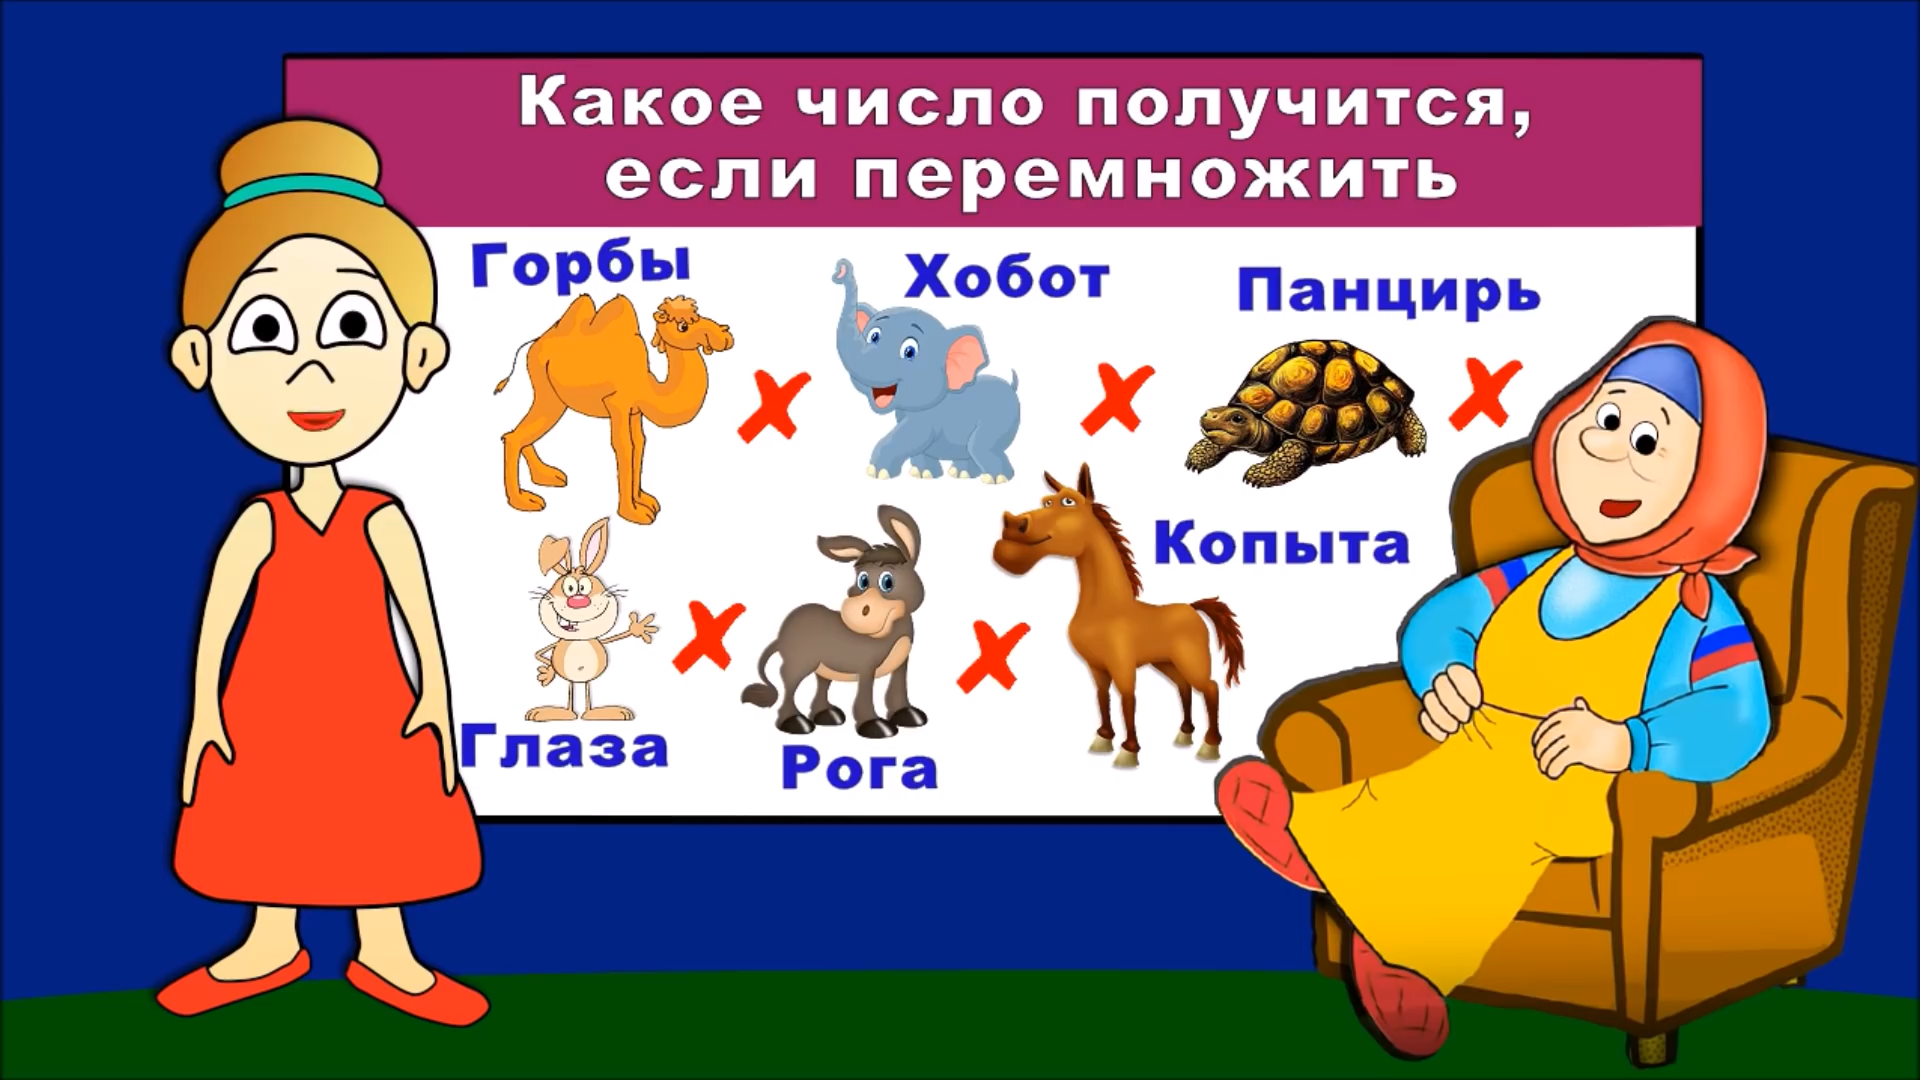 Какое число получится,
если перемножить
Горбы
Хобот
Панцирь
Глаза
Рога
Копыта